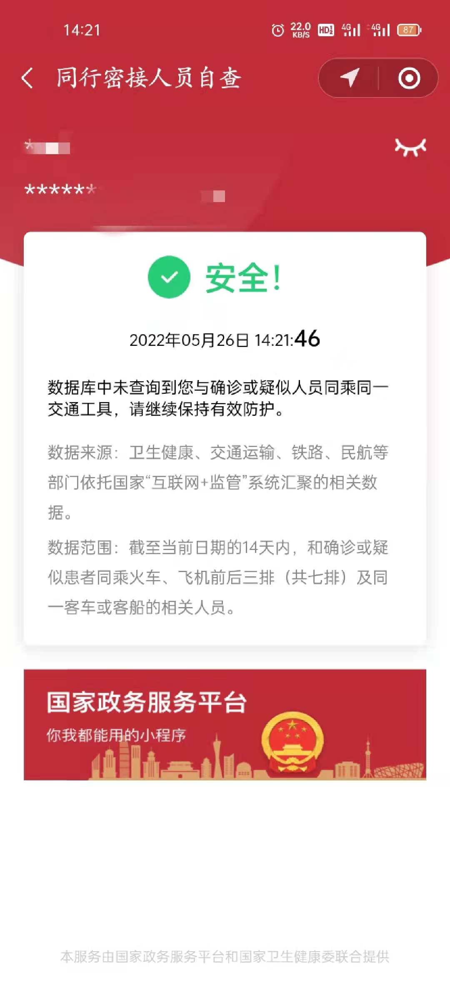 14:21
22.0
KB/S
HD
4G
4G
87
同行密接人员自查
*
*******
安全!
2022年05月26日 14:21:46
数据库中未查询到您与确诊或疑似人员同乘同一
交通工具，请继续保持有效防护。
数据来源：卫生健康、交通运输、铁路、民航等
部门依托国家“互联网+监管”系统汇聚的相关数
据。
数据范围：截至当前日期的14天内，和确诊或疑
似患者同乘火车、飞机前后三排（共七排）及同
一客车或客船的相关人员。
国家政务服务平台
你我都能用的小程序
本服务由国家政务服务平台和国家卫生健康委联合提供